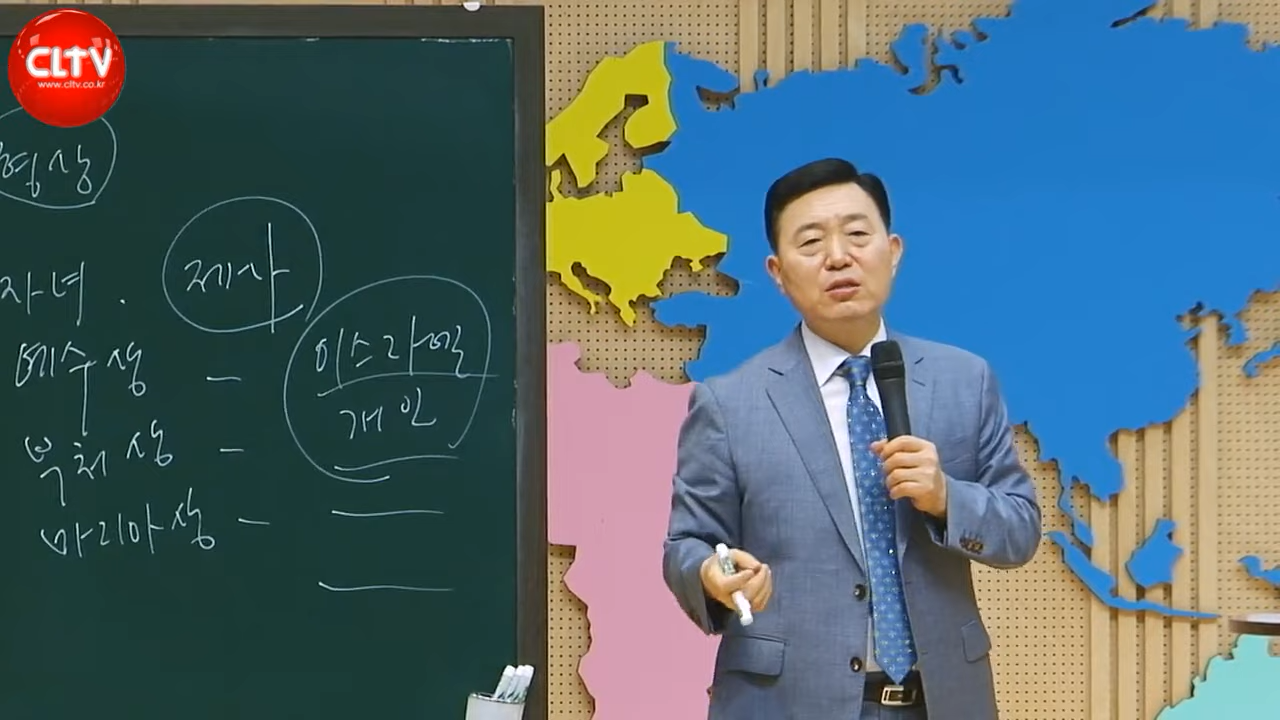 CLTV
www.cltv.co.kr
형상
자녀 . 제사
예수상 —
이스라엘
개인
부처상 —
마리아상 —